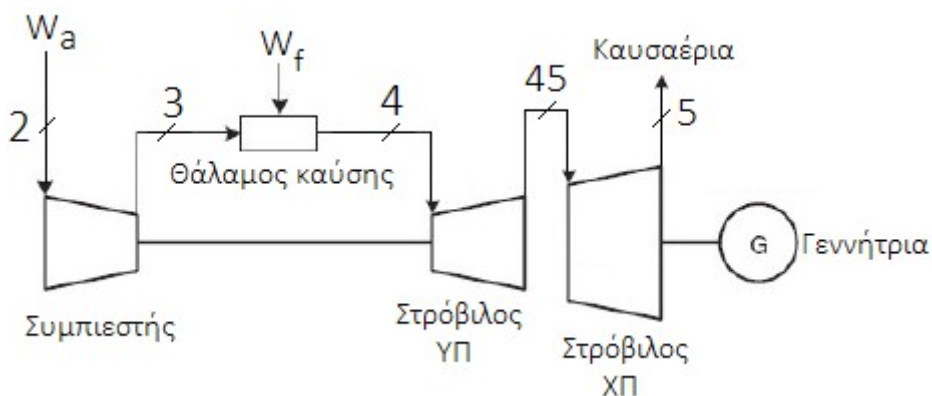 Wa
Wf
Καυσαέρια
45
3
4
2
5
Θάλαμος καύσης
G
Γεννήτρια
Συμπιεστής
Στρόβιλος
ΥΠ
Στρόβιλος
ΧΠ